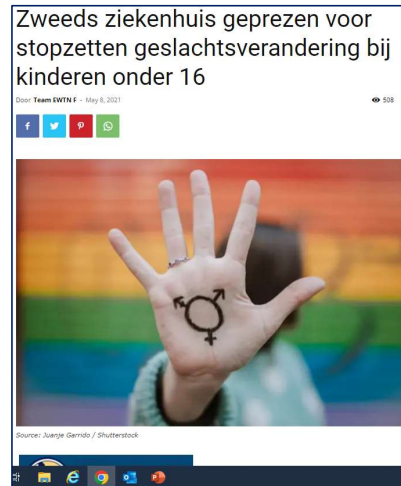 Zweeds ziekenhuis geprezen voor
stopzetten geslachtsverandering bij
kinderen onder 16
Door Team EWTN F - May 8, 2021
508
Source: Juanje Garrido / Shutterstock